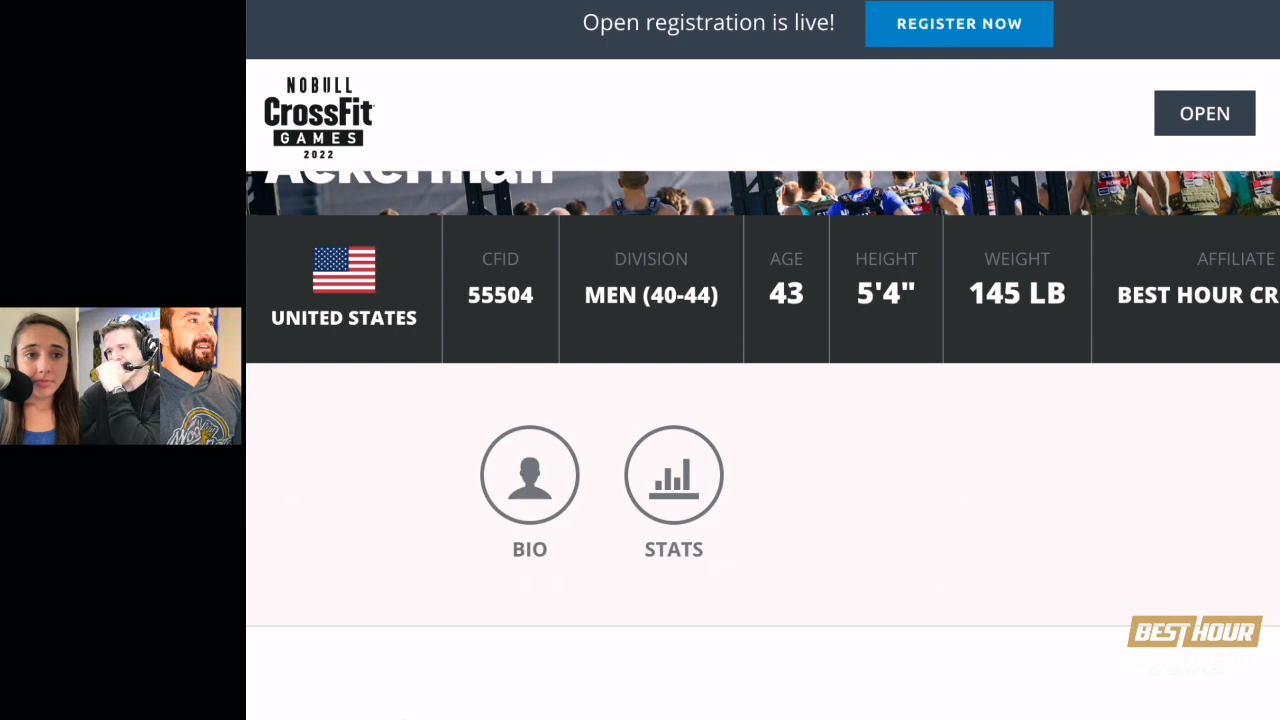 Open registration is live!
REGISTER NOW
NOBULL
CrossFit
GAMES
2022
OPEN
Ackerman
UNITED STATES
CFID
55504
DIVISION
MEN (40-44)
AGE
43
HEIGHT
5'4"
WEIGHT
145 LB
AFFILIATE
BEST HOUR CR
BIO
STATS
BEST HOUR